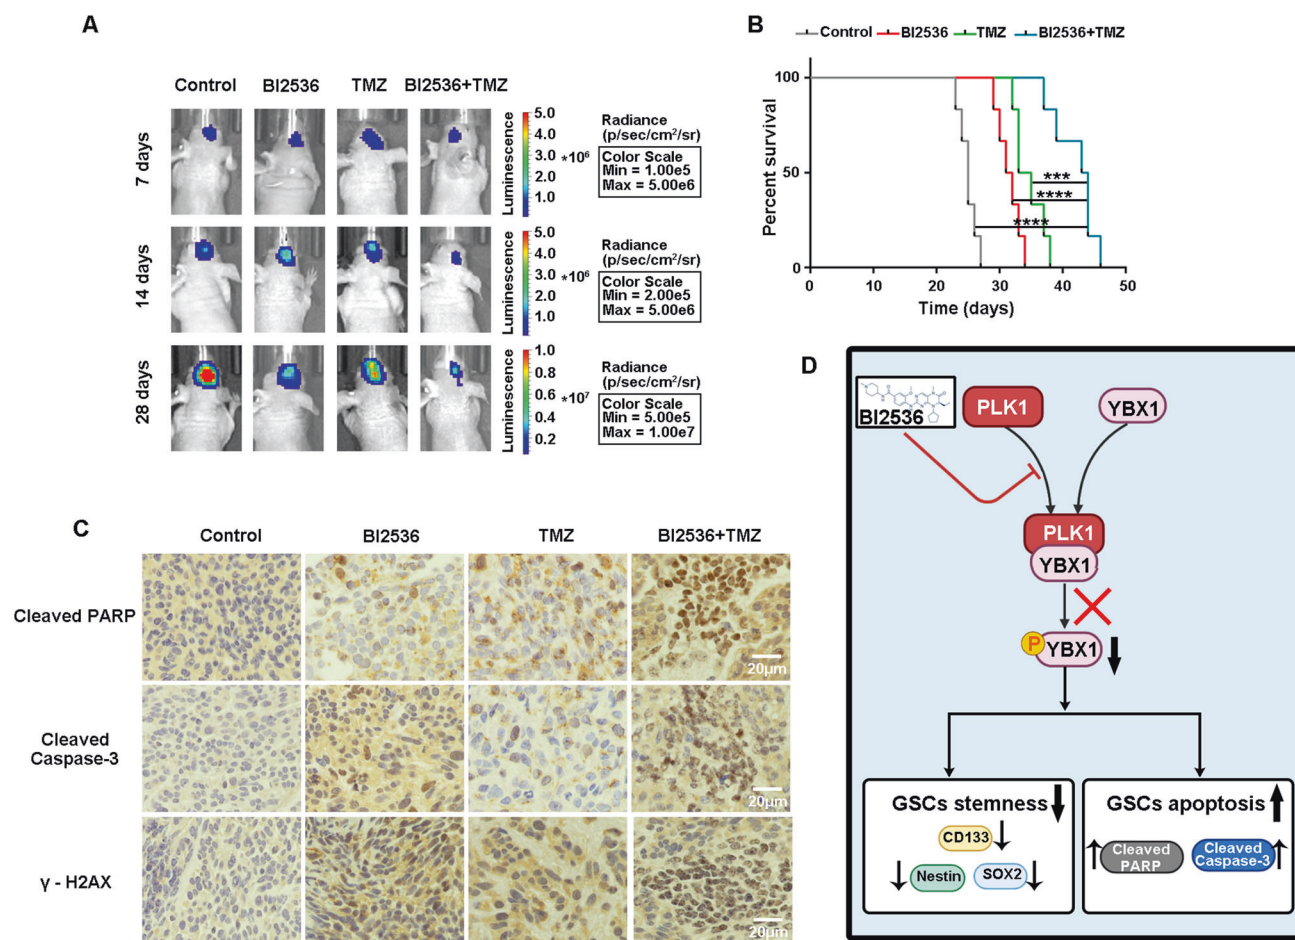 A
Control BI2536 TMZ BI2536+TMZ
7 days
Luminescence
5.0
4.0
3.0
2.0
1.0
*10⁶
Radiance
(p/sec/cm²/sr)
Color Scale
Min = 1.00e5
Max = 5.00e6
14 days
Luminescence
5.0
4.0
3.0
2.0
1.0
*10⁶
Radiance
(p/sec/cm²/sr)
Color Scale
Min = 2.00e5
Max = 5.00e6
28 days
Luminescence
1.0
0.8
0.6
0.4
0.2
*10⁷
Radiance
(p/sec/cm²/sr)
Color Scale
Min = 5.00e5
Max = 1.00e7
B
Control BI2536 TMZ BI2536+TMZ
Percent survival
100
50
0
***
****
****
0 10 20 30 40 50
Time (days)
C
Control BI2536 TMZ BI2536+TMZ
Cleaved PARP
20μm
Cleaved
Caspase-3
20μm
γ - H2AX
20μm
D
BI2536
PLK1
YBX1
PLK1
YBX1
P
YBX1
GSCs stemness
CD133
Nestin
SOX2
GSCs apoptosis
Cleaved
PARP
Cleaved
Caspase-3